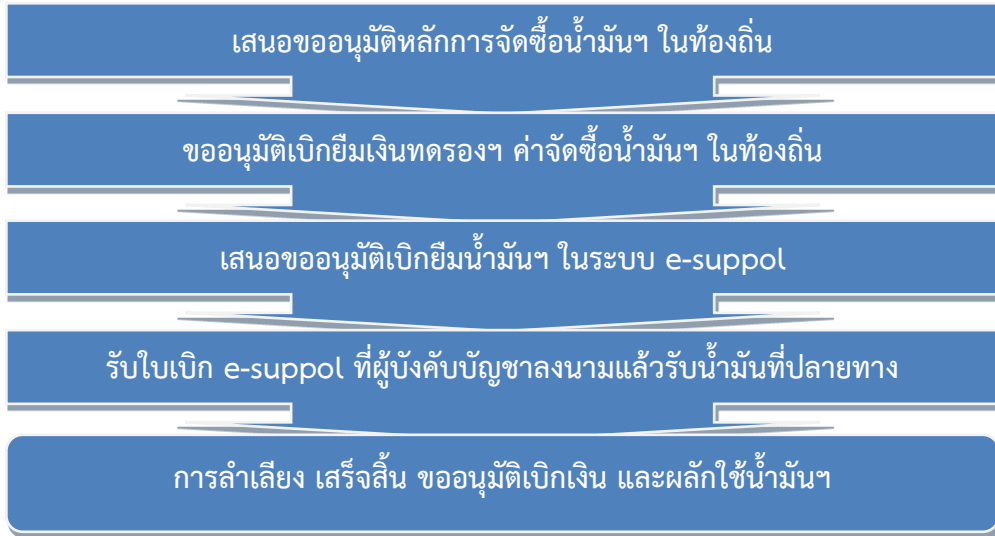 เสนอขออนุมัติหลักการจัดซื้อน้ำมันฯ ในท้องถิ่น
ขออนุมัติเบิกยืมเงินทดรองฯ ค่าจัดซื้อน้ำมันฯ ในท้องถิ่น
เสนอขออนุมัติเบิกยืมน้ำมันฯ ในระบบ e-suppol
รับใบเบิก e-suppol ที่ผู้บังคับบัญชาลงนามแล้วรับน้ำมันที่ปลายทาง
การลำเลียง เสร็จสิ้น ขออนุมัติเบิกเงิน และผลักใช้น้ำมันฯ